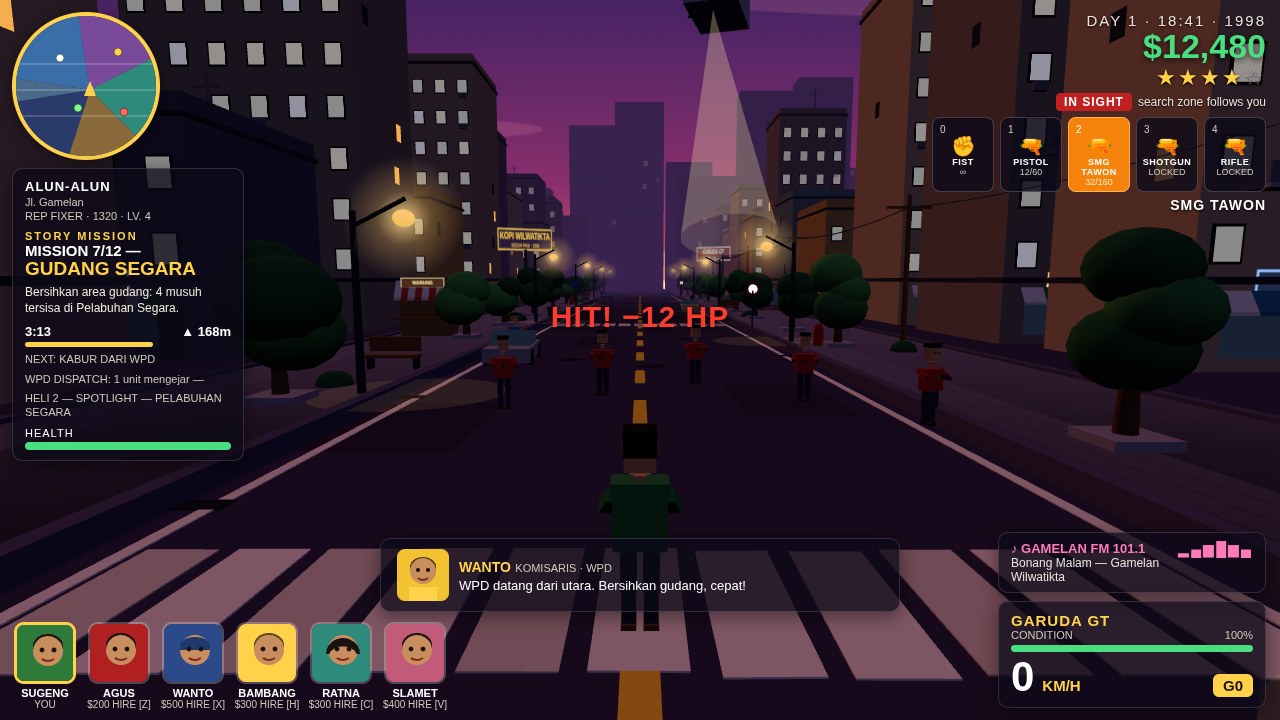 DAY 1 · 18:41 · 1998
$12,480
★★★★☆
IN SIGHT search zone follows you
0
FIST
∞
1
PISTOL
12/60
2
SMG TAWON
32/160
3
SHOTGUN
LOCKED
4
RIFLE
LOCKED
SMG TAWON
ALUN-ALUN
Jl. Gamelan
REP FIXER · 1320 · LV. 4
STORY MISSION
MISSION 7/12 —
GUDANG SEGARA
Bersihkan area gudang: 4 musuh
tersisa di Pelabuhan Segara.
3:13 ▲ 168m
NEXT: KABUR DARI WPD
WPD DISPATCH: 1 unit mengejar —
HELI 2 — SPOTLIGHT — PELABUHAN
SEGARA
HEALTH
KOPI WILWATIKTA
WARUNG
GARUDA GT
HIT! −12 HP
WANTO KOMISARIS · WPD
WPD datang dari utara. Bersihkan gudang, cepat!
♪ GAMELAN FM 101.1
Bonang Malam — Gamelan
Wilwatikta
GARUDA GT
CONDITION 100%
0 KM/H G0
SUGENG
YOU
AGUS
$200 HIRE [Z]
WANTO
$500 HIRE [X]
BAMBANG
$300 HIRE [H]
RATNA
$300 HIRE [C]
SLAMET
$400 HIRE [V]